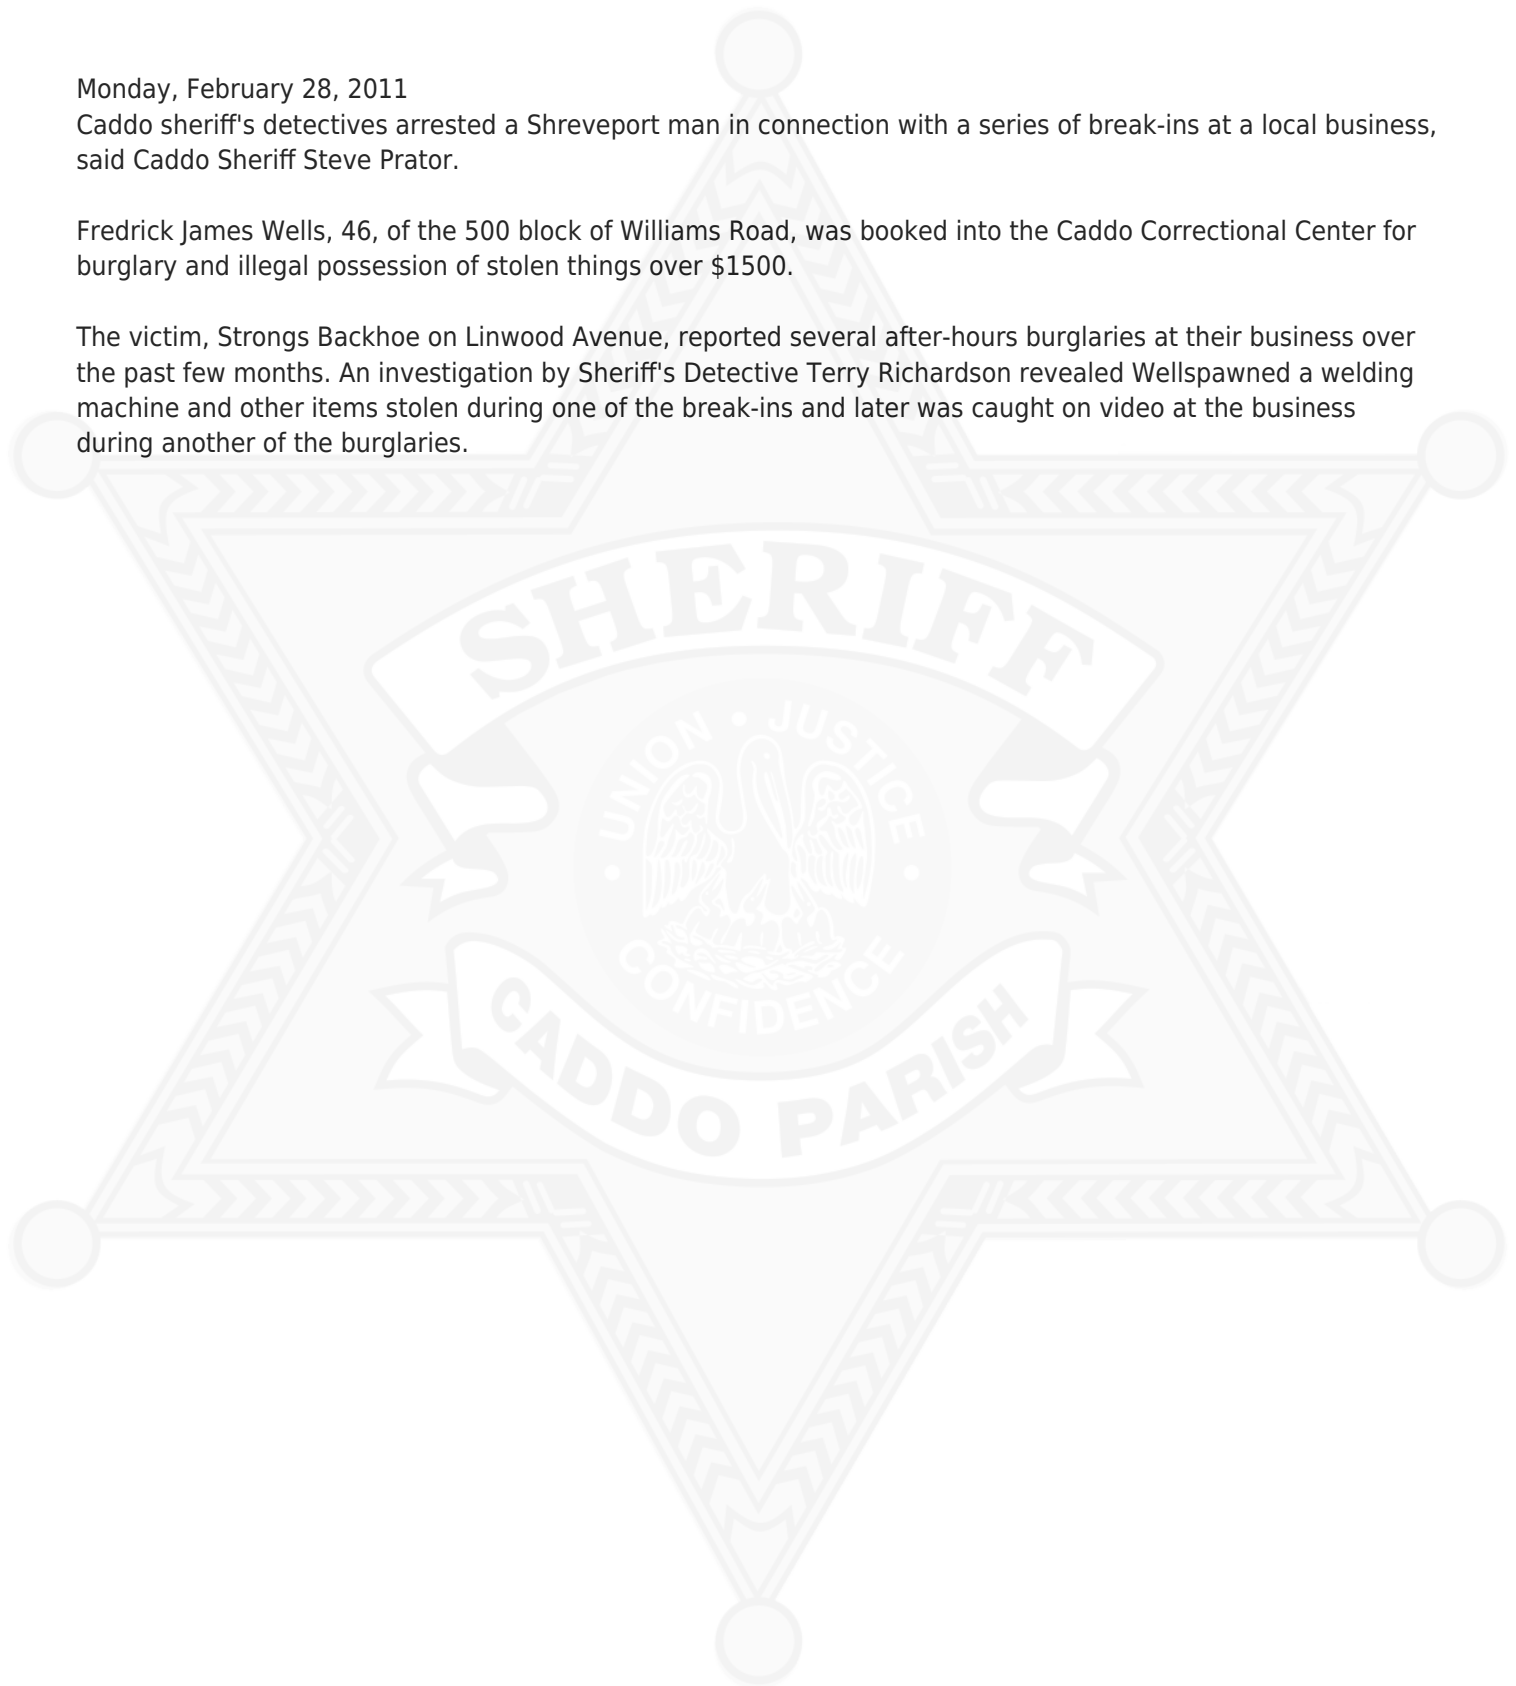 Monday, February 28, 2011
Caddo sheriff's detectives arrested a Shreveport man in connection with a series of break-ins at a local business,
said Caddo Sheriff Steve Prator.
Fredrick James Wells, 46, of the 500 block of Williams Road, was booked into the Caddo Correctional Center for
burglary and illegal possession of stolen things over $1500.
The victim, Strongs Backhoe on Linwood Avenue, reported several after-hours burglaries at their business over
the past few months. An investigation by Sheriff's Detective Terry Richardson revealed Wellspawned a welding
machine and other items stolen during one of the break-ins and later was caught on video at the business
during another of the burglaries.
SHERIFF
UNION • JUSTICE
• CONFIDENCE •
CADDO PARISH